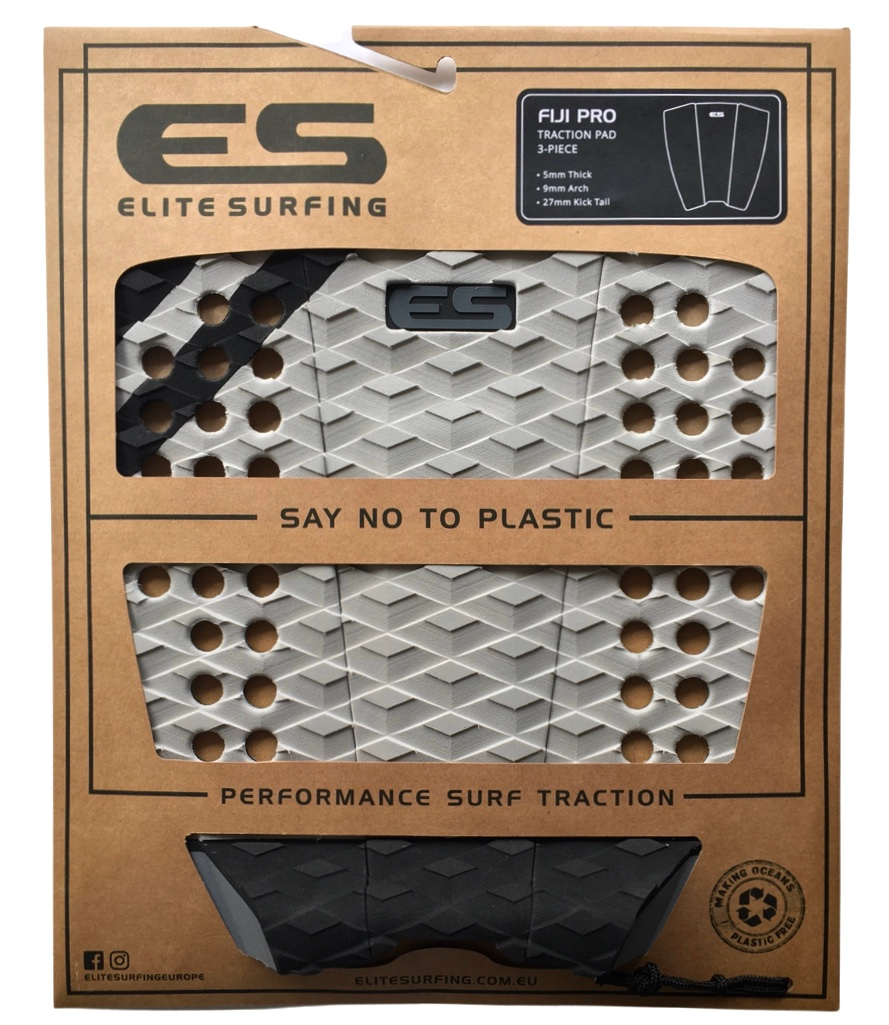 ES
ELITE SURFING
FIJI PRO
TRACTION PAD
3-PIECE
• 5mm Thick
• 9mm Arch
• 27mm Kick Tail
ES
ES
SAY NO TO PLASTIC
PERFORMANCE SURF TRACTION
MAKING OCEANS
PLASTIC FREE
ELITESURFINGEUROPE
ELITESURFING.COM.EU